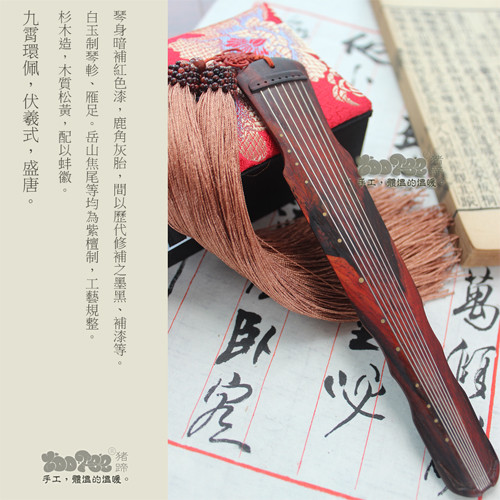 九霄環佩，伏羲式，盛唐。
杉木造，木質松黃，配以蚌徽。
白玉制琴軫、雁足。岳山焦尾等均為紫檀制，工藝規整。
琴身暗補紅色漆，鹿角灰胎，間以歷代修補之墨黑、補漆等。
豬蹄
手工，體溫的溫暖。
手工，體溫的溫暖。
臥
萬
必